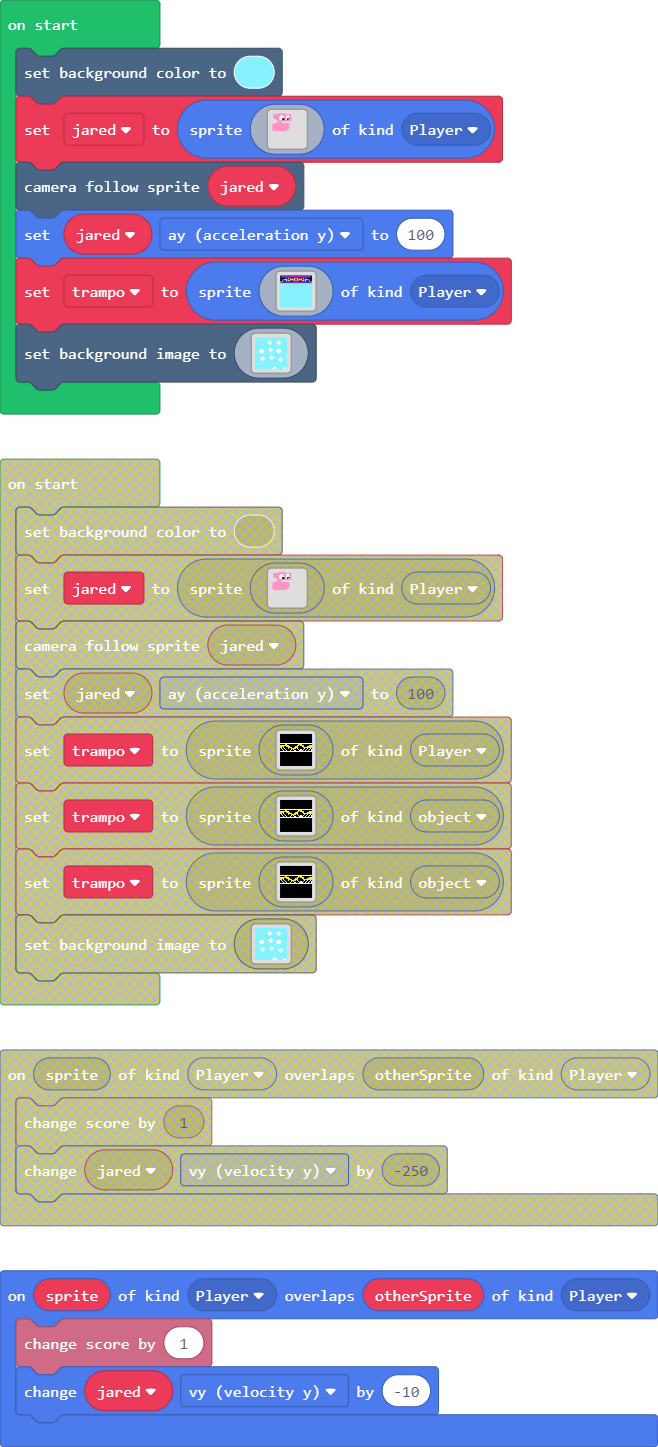 on start
set background color to
set jared to sprite of kind Player
camera follow sprite jared
set jared ay (acceleration y) to 100
set trampo to sprite of kind Player
set background image to
on start
set background color to
set jared to sprite of kind Player
camera follow sprite jared
set jared ay (acceleration y) to 100
set trampo to sprite of kind Player
set trampo to sprite of kind object
set trampo to sprite of kind object
set background image to
on sprite of kind Player overlaps otherSprite of kind Player
change score by 1
change jared vy (velocity y) by -250
on sprite of kind Player overlaps otherSprite of kind Player
change score by 1
change jared vy (velocity y) by -10